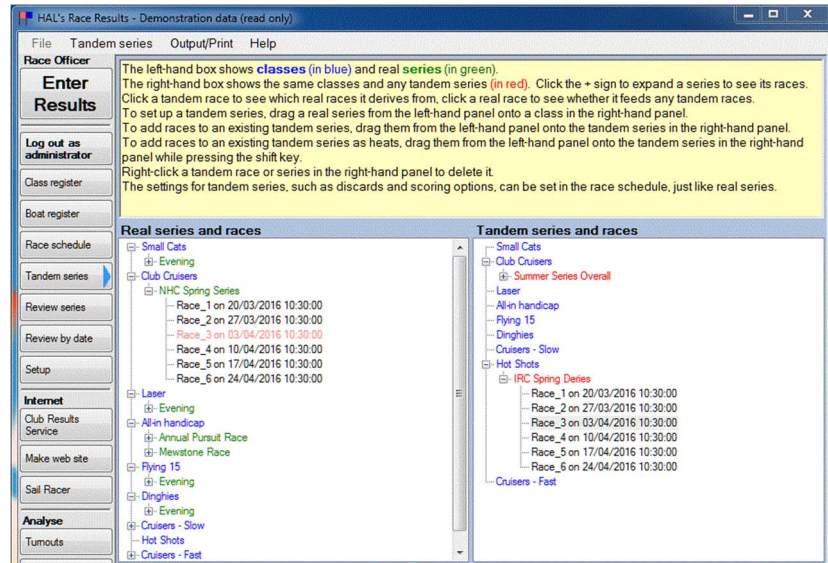 HAL's Race Results - Demonstration data (read only)
File Tandem series Output/Print Help
Race Officer
Enter
Results
Log out as
administrator
Class register
Boat register
Race schedule
Tandem series
Review series
Review by date
Setup
Internet
Club Results
Service
Make web site
Sail Racer
Analyse
Turnouts
The left-hand box shows classes (in blue) and real series (in green).
The right-hand box shows the same classes and any tandem series (in red). Click the + sign to expand a series to see its races.
Click a tandem race to see which real races it derives from, click a real race to see whether it feeds any tandem races.
To set up a tandem series, drag a real series from the left-hand panel onto a class in the right-hand panel.
To add races to an existing tandem series, drag them from the left-hand panel onto the tandem series in the right-hand panel.
To add races to an existing tandem series as heats, drag them from the left-hand panel onto the tandem series in the right-hand
panel while pressing the shift key.
Right-click a tandem race or series in the right-hand panel to delete it.
The settings for tandem series, such as discards and scoring options, can be set in the race schedule, just like real series.
Real series and races
Small Cats
Evening
Club Cruisers
NHC Spring Series
Race_1 on 20/03/2016 10:30:00
Race_2 on 27/03/2016 10:30:00
Race_3 on 03/04/2016 10:30:00
Race_4 on 10/04/2016 10:30:00
Race_5 on 17/04/2016 10:30:00
Race_6 on 24/04/2016 10:30:00
Laser
Evening
All-in handicap
Annual Pursuit Race
Mewstone Race
Flying 15
Evening
Dinghies
Evening
Cruisers - Slow
Hot Shots
Cruisers - Fast
Tandem series and races
Small Cats
Club Cruisers
Summer Series Overall
Laser
All-in handicap
Flying 15
Dinghies
Cruisers - Slow
Hot Shots
IRC Spring Deries
Race_1 on 20/03/2016 10:30:00
Race_2 on 27/03/2016 10:30:00
Race_3 on 03/04/2016 10:30:00
Race_4 on 10/04/2016 10:30:00
Race_5 on 17/04/2016 10:30:00
Race_6 on 24/04/2016 10:30:00
Cruisers - Fast